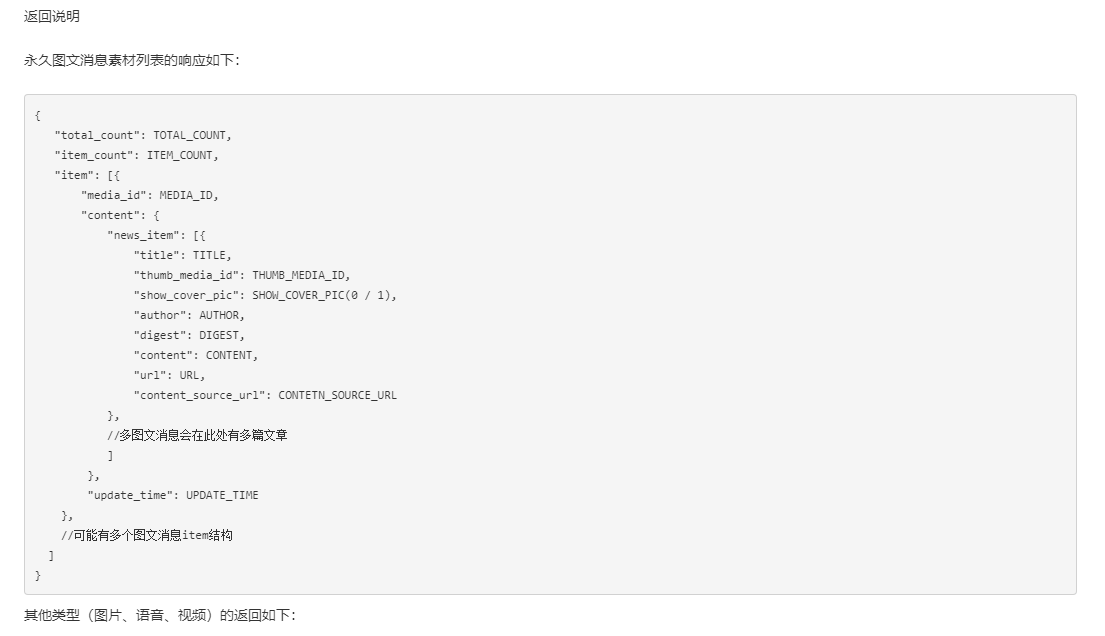 返回说明
永久图文消息素材列表的响应如下：
{
"total_count": TOTAL_COUNT,
"item_count": ITEM_COUNT,
"item": [{
"media_id": MEDIA_ID,
"content": {
"news_item": [{
"title": TITLE,
"thumb_media_id": THUMB_MEDIA_ID,
"show_cover_pic": SHOW_COVER_PIC(0 / 1),
"author": AUTHOR,
"digest": DIGEST,
"content": CONTENT,
"url": URL,
"content_source_url": CONTETN_SOURCE_URL
},
//多图文消息会在此处有多篇文章
]
},
"update_time": UPDATE_TIME
},
//可能有多个图文消息item结构
]
}
其他类型（图片、语音、视频）的返回如下：